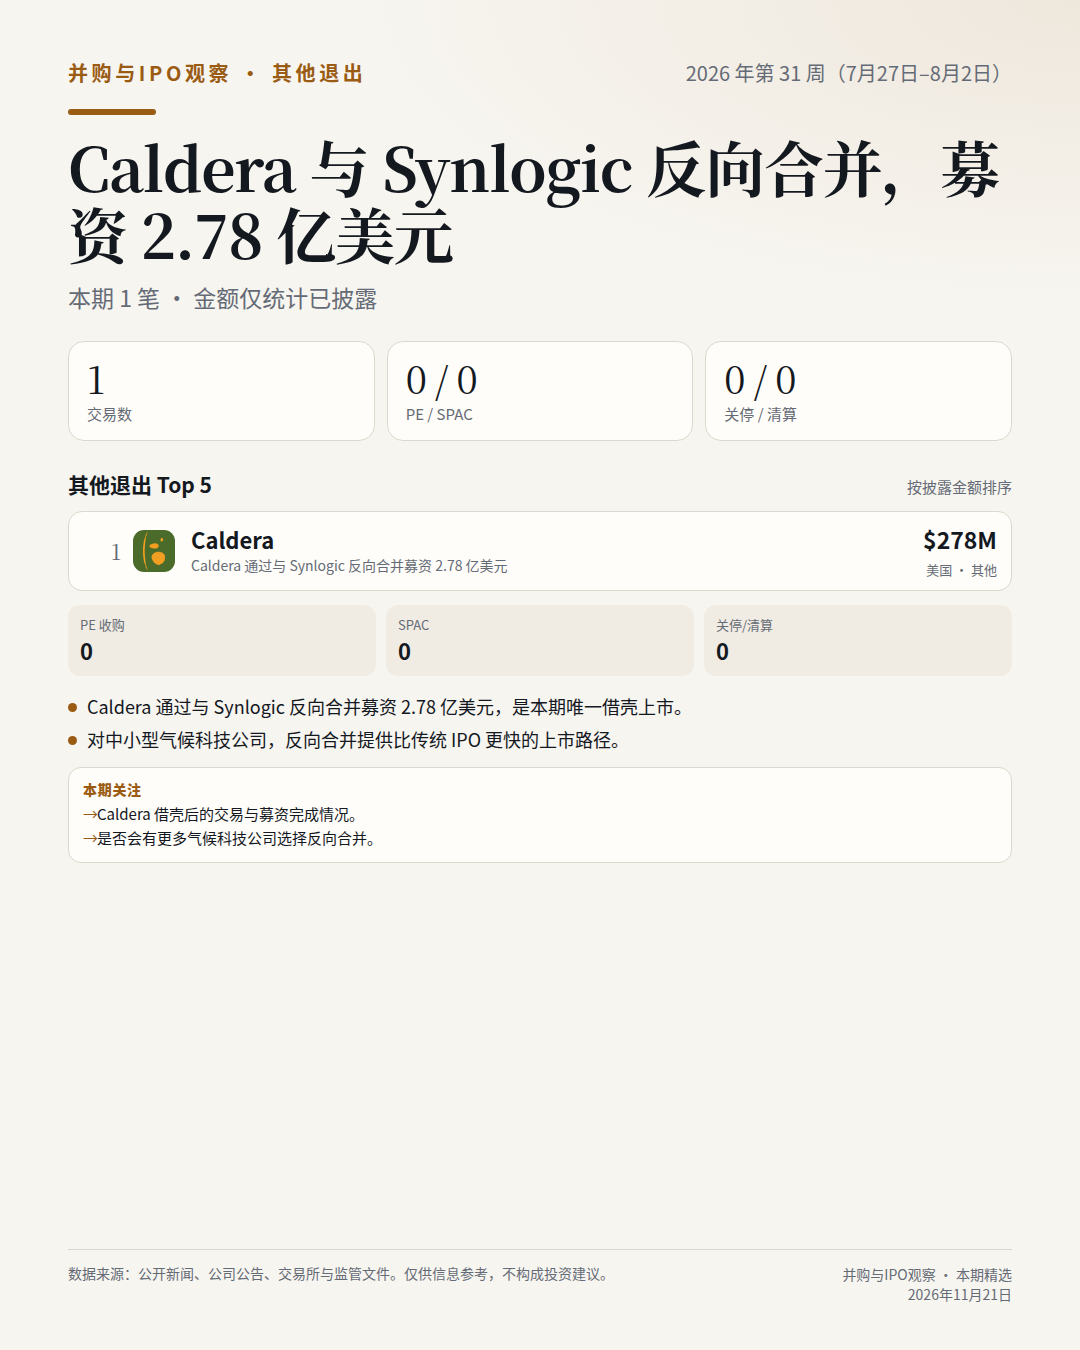 并购与IPO观察 · 其他退出
2026 年第 31 周（7月27日–8月2日）
Caldera 与 Synlogic 反向合并，募
资 2.78 亿美元
本期 1 笔 · 金额仅统计已披露
1
交易数
0 / 0
PE / SPAC
0 / 0
关停 / 清算
其他退出 Top 5
按披露金额排序
1
Caldera
Caldera 通过与 Synlogic 反向合并募资 2.78 亿美元
$278M
美国 · 其他
PE 收购
0
SPAC
0
关停/清算
0
Caldera 通过与 Synlogic 反向合并募资 2.78 亿美元，是本期唯一借壳上市。
对中小型气候科技公司，反向合并提供比传统 IPO 更快的上市路径。
本期关注
→Caldera 借壳后的交易与募资完成情况。
→是否会有更多气候科技公司选择反向合并。
数据来源：公开新闻、公司公告、交易所与监管文件。仅供信息参考，不构成投资建议。
并购与IPO观察 · 本期精选
2026年11月21日